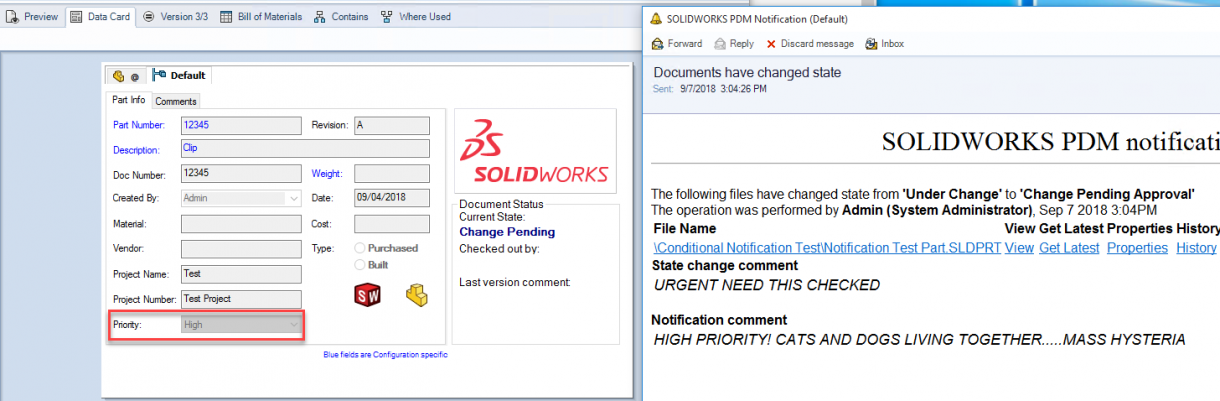 Preview Data Card Version 3/3 Bill of Materials Contains Where Used
@ Default
Part Info Comments
Part Number: 12345 Revision: A
Description: Clip
Doc Number: 12345 Weight:
Created By: Admin Date: 09/04/2018
Material: Cost:
Vendor: Type: Purchased
Built
Project Name: Test
Project Number: Test Project
SW
Priority: High
Blue fields are Configuration specific
SOLIDWORKS
Document Status
Current State:
Change Pending
Checked out by:
Last version comment:
SOLIDWORKS PDM Notification (Default)
Forward Reply Discard message Inbox
Documents have changed state
Sent: 9/7/2018 3:04:26 PM
SOLIDWORKS PDM notificati
The following files have changed state from 'Under Change' to 'Change Pending Approval'
The operation was performed by Admin (System Administrator), Sep 7 2018 3:04PM
File Name View Get Latest Properties History
\Conditional Notification Test\Notification Test Part.SLDPRT View Get Latest Properties History
State change comment
URGENT NEED THIS CHECKED
Notification comment
HIGH PRIORITY! CATS AND DOGS LIVING TOGETHER.....MASS HYSTERIA